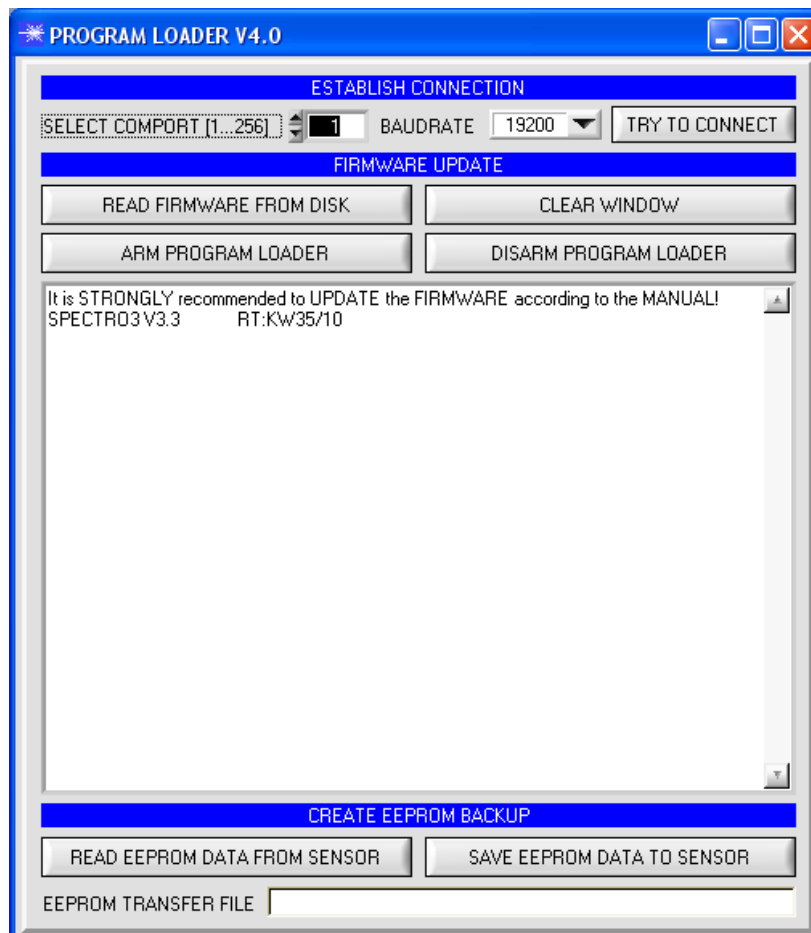 PROGRAM LOADER V4.0
ESTABLISH CONNECTION
SELECT COMPORT [1...256] 1 BAUDRATE 19200 TRY TO CONNECT
FIRMWARE UPDATE
READ FIRMWARE FROM DISK CLEAR WINDOW
ARM PROGRAM LOADER DISARM PROGRAM LOADER
It is STRONGLY recommended to UPDATE the FIRMWARE according to the MANUAL!
SPECTRO3 V3.3 RT:KW35/10
CREATE EEPROM BACKUP
READ EEPROM DATA FROM SENSOR SAVE EEPROM DATA TO SENSOR
EEPROM TRANSFER FILE